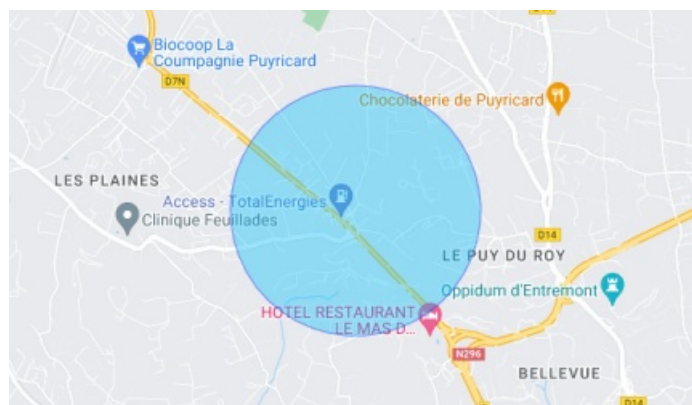 Biocoop La
Coumpagnie Puyricard
D7N
Chocolaterie de Puyricard
LES PLAINES
Access - TotalEnergies
Clinique Feuillades
D14
LE PUY DU ROY
Oppidum d'Entremont
HOTEL RESTAURANT
LE MAS D...
N296
BELLEVUE
D14